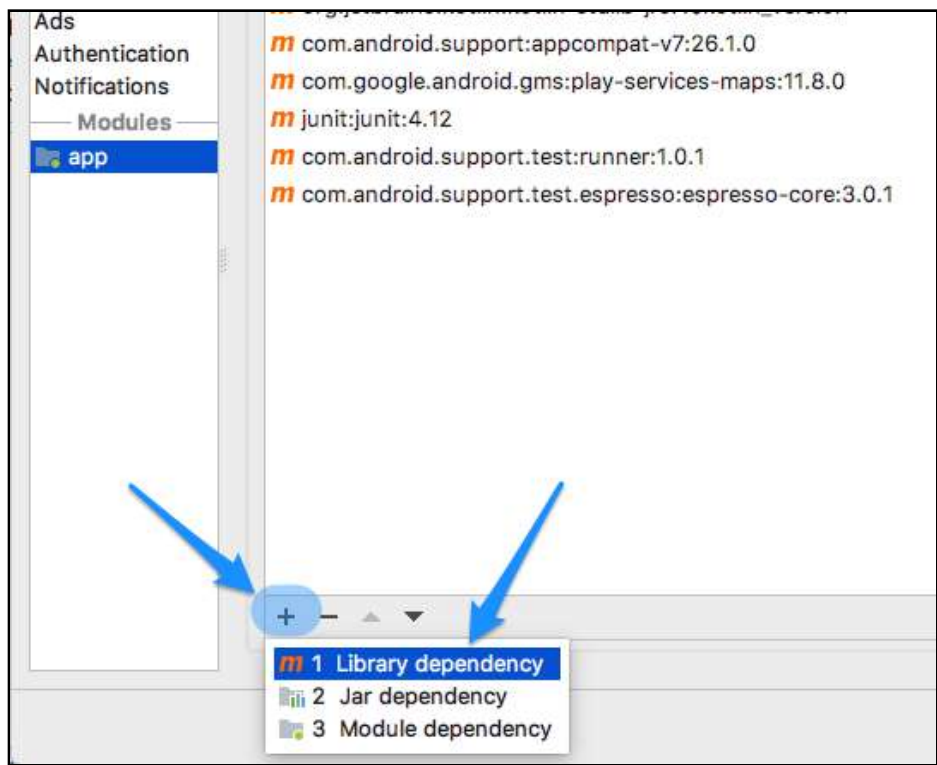 Ads
Authentication
Notifications
Modules
app
com.android.support:appcompat-v7:26.1.0
com.google.android.gms:play-services-maps:11.8.0
junit:junit:4.12
com.android.support.test:runner:1.0.1
com.android.support.test.espresso:espresso-core:3.0.1
1 Library dependency
2 Jar dependency
3 Module dependency